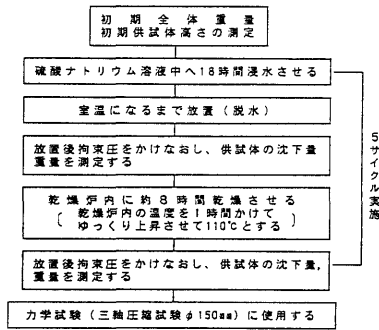 初期全体重量
初期供試体高さの測定
硫酸ナトリウム溶液中へ18時間浸水させる
室温になるまで放置(脱水)
放置後拘束圧をかけなおし、供試体の沈下量
重量を測定する
乾燥炉内に約8時間乾燥させる
乾燥炉内の温度を1時間かけて
ゆっくり上昇させて110℃とする
放置後拘束圧をかけなおし、供試体の沈下量,
重量を測定する
力学試験(三軸圧縮試験φ150mm)に使用する
5サイクル実施